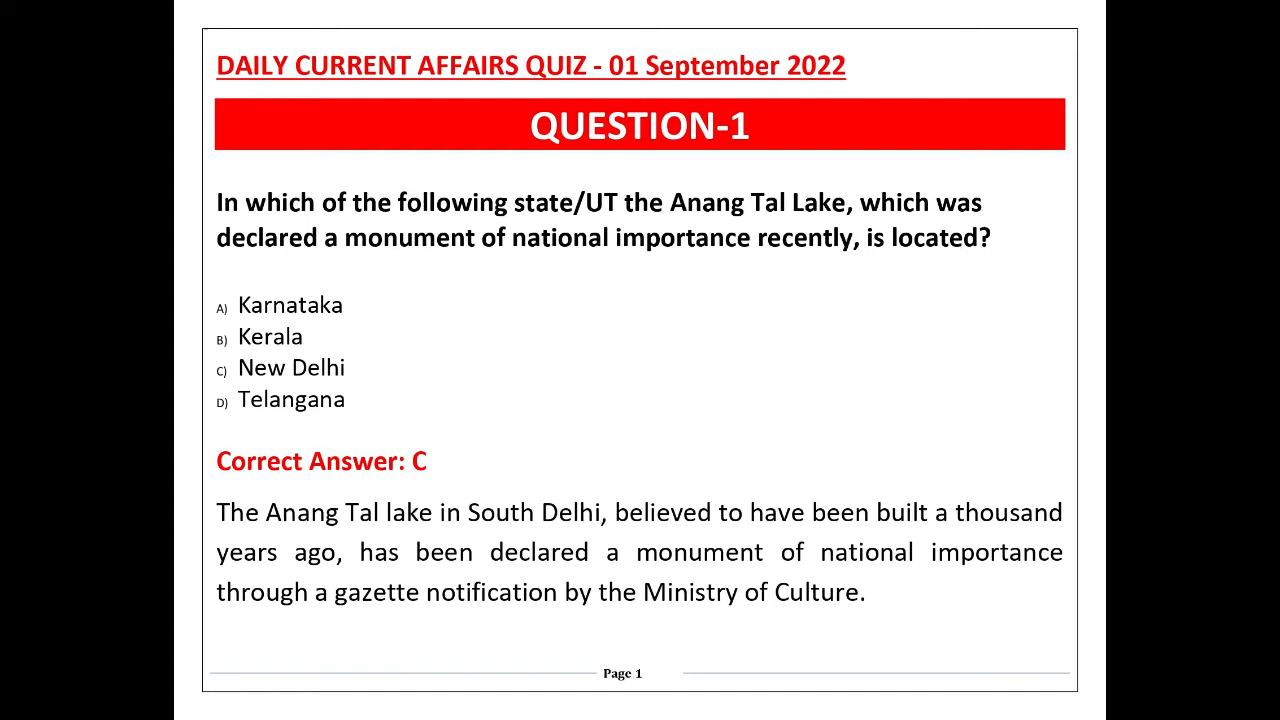 DAILY CURRENT AFFAIRS QUIZ - 01 September 2022
QUESTION-1
In which of the following state/UT the Anang Tal Lake, which was
declared a monument of national importance recently, is located?
A) Karnataka
B) Kerala
C) New Delhi
D) Telangana
Correct Answer: C
The Anang Tal lake in South Delhi, believed to have been built a thousand
years ago, has been declared a monument of national importance
through a gazette notification by the Ministry of Culture.
Page 1